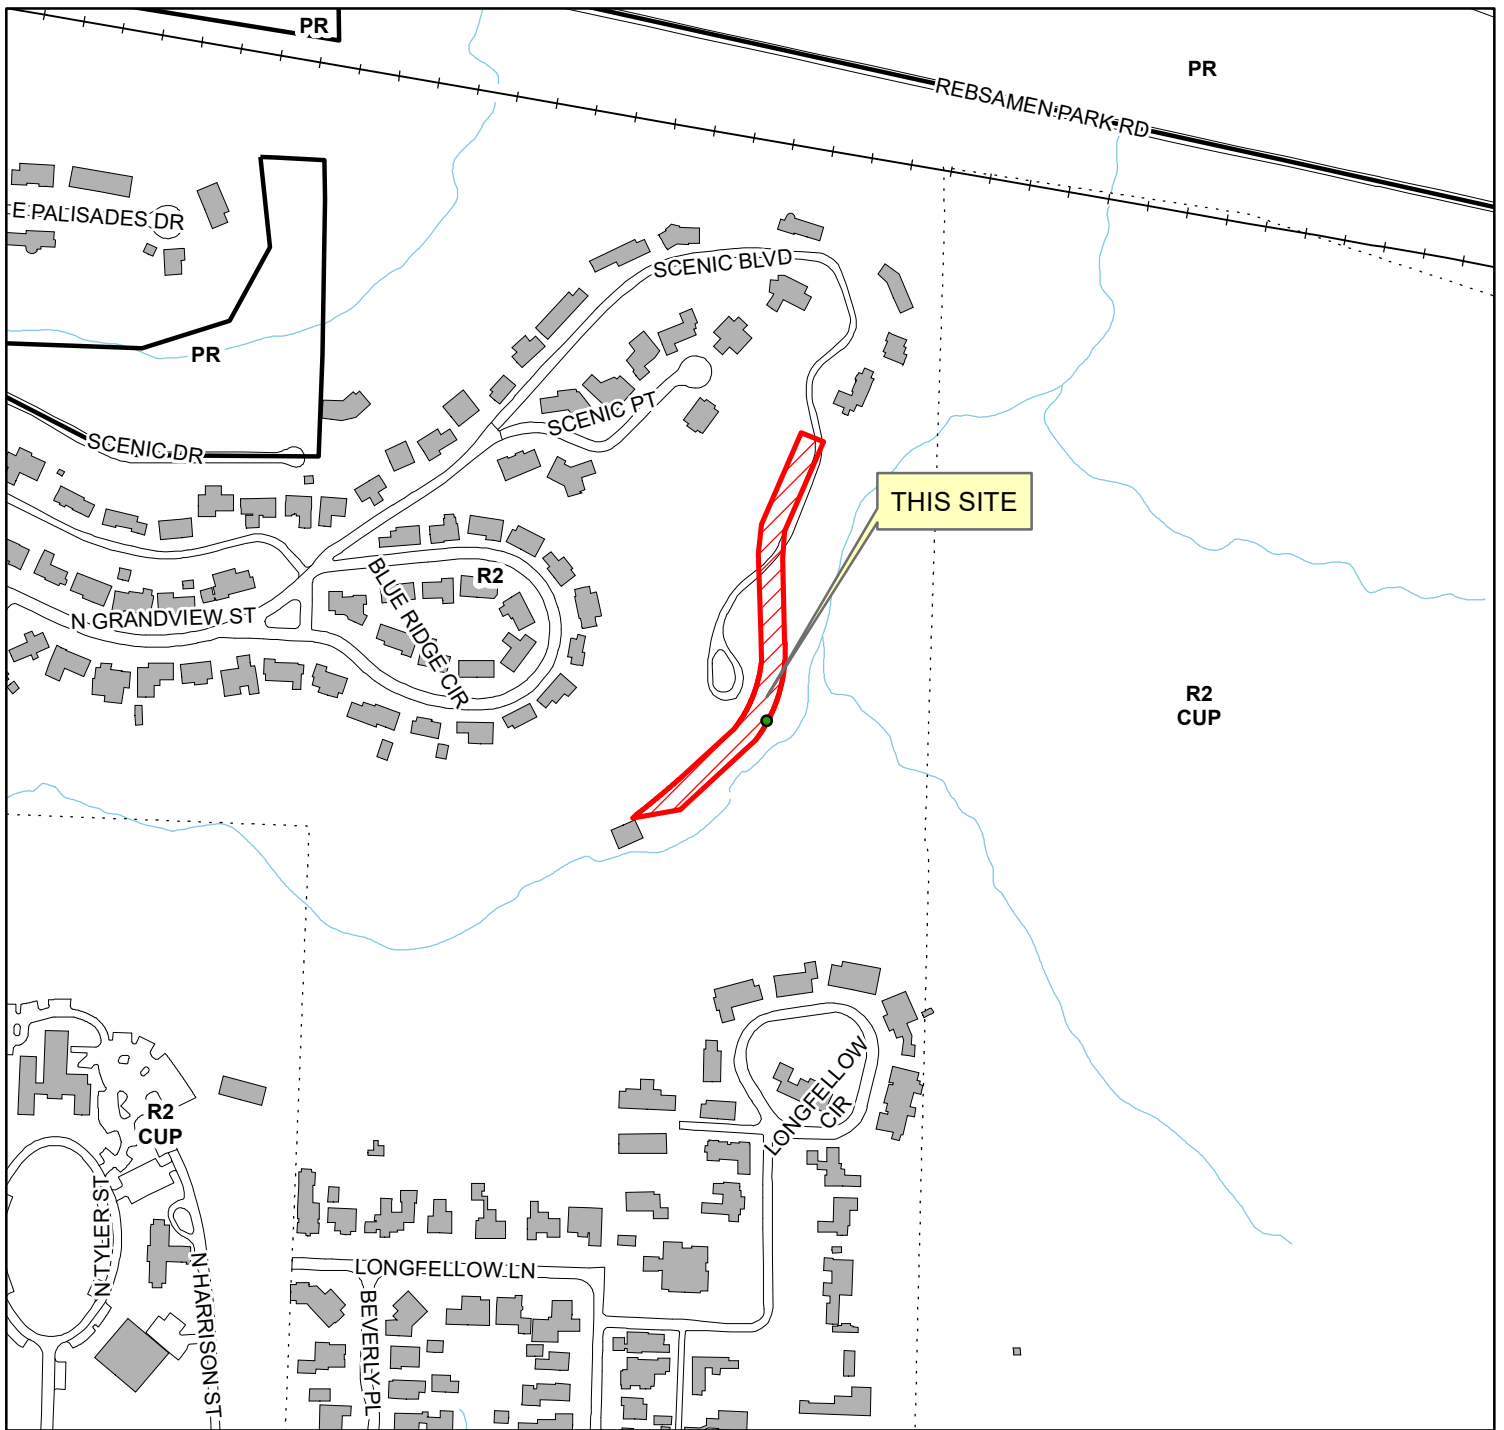 PR
PR
REBSAMEN PARK RD
E PALISADES DR
SCENIC BLVD
PR
SCENIC PT
SCENIC DR
THIS SITE
R2
BLUE RIDGE CIR
N GRANDVIEW ST
R2
CUP
LONGFELLOW
CIR
R2
CUP
N TYLER ST
N HARRISON ST
LONGFELLOW LN
BEVERLY PL